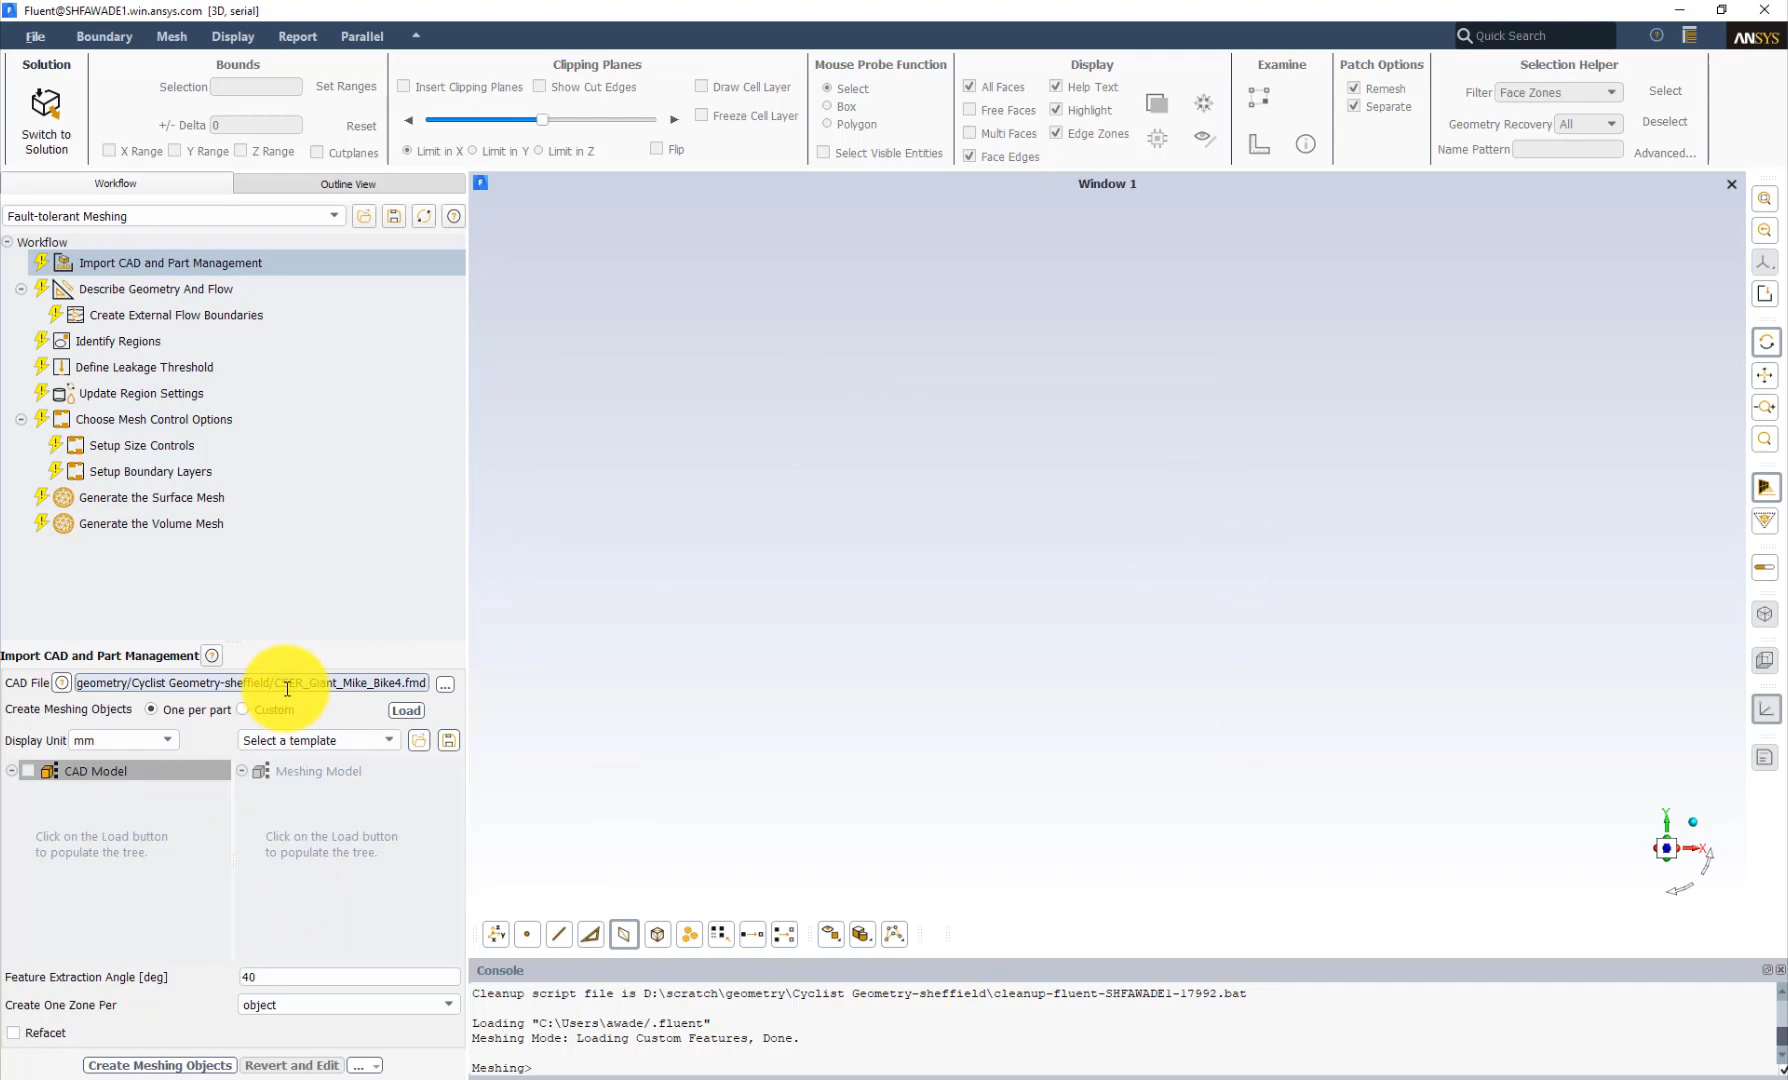 Fluent@SHFAWADE1.win.ansys.com [3D, serial]
File Boundary Mesh Display Report Parallel
Quick Search
ANSYS
Solution
Switch to
Solution
Bounds
Selection
Set Ranges
+/- Delta 0
Reset
X Range Y Range Z Range Cutplanes
Clipping Planes
Insert Clipping Planes Show Cut Edges Draw Cell Layer
Freeze Cell Layer
Limit in X Limit in Y Limit in Z Flip
Mouse Probe Function
Select
Box
Polygon
Select Visible Entities
Display
All Faces Help Text
Free Faces Highlight
Multi Faces Edge Zones
Face Edges
Examine
Patch Options
Remesh
Separate
Selection Helper
Filter Face Zones Select
Geometry Recovery All Deselect
Name Pattern Advanced...
Workflow Outline View
Fault-tolerant Meshing
Workflow
Import CAD and Part Management
Describe Geometry And Flow
Create External Flow Boundaries
Identify Regions
Define Leakage Threshold
Update Region Settings
Choose Mesh Control Options
Setup Size Controls
Setup Boundary Layers
Generate the Surface Mesh
Generate the Volume Mesh
Import CAD and Part Management
CAD File geometry/Cyclist Geometry-sheffield/CSER_Giant_Mike_Bike4.fmd ...
Create Meshing Objects One per part Custom Load
Display Unit mm Select a template
CAD Model Meshing Model
Click on the Load button
to populate the tree.
Click on the Load button
to populate the tree.
Feature Extraction Angle [deg] 40
Create One Zone Per object
Refacet
Create Meshing Objects Revert and Edit ...
Window 1
Y
X
Console
Cleanup script file is D:\scratch\geometry\Cyclist Geometry-sheffield\cleanup-fluent-SHFAWADE1-17992.bat
Loading "C:\Users\awade/.fluent"
Meshing Mode: Loading Custom Features, Done.
Meshing>